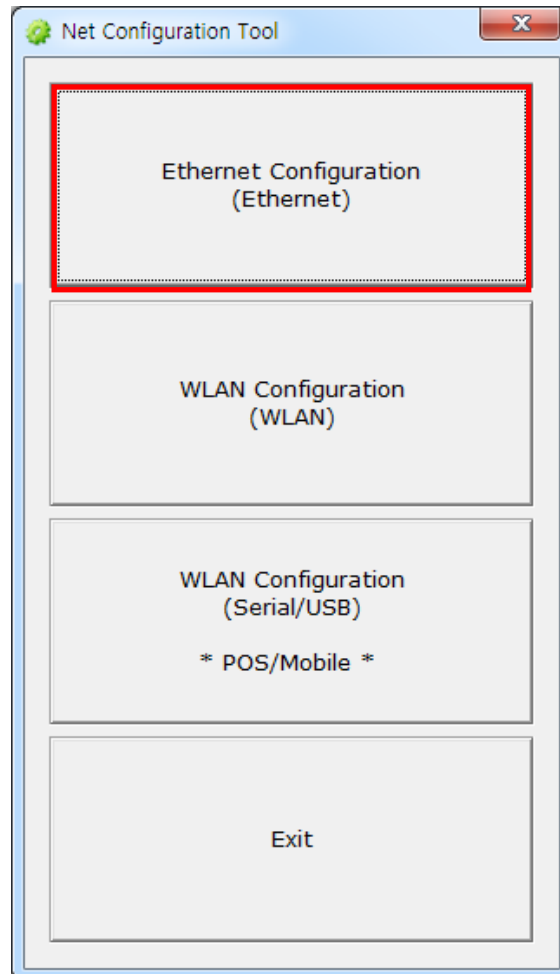 Net Configuration Tool
Ethernet Configuration
(Ethernet)
WLAN Configuration
(WLAN)
WLAN Configuration
(Serial/USB)
* POS/Mobile *
Exit